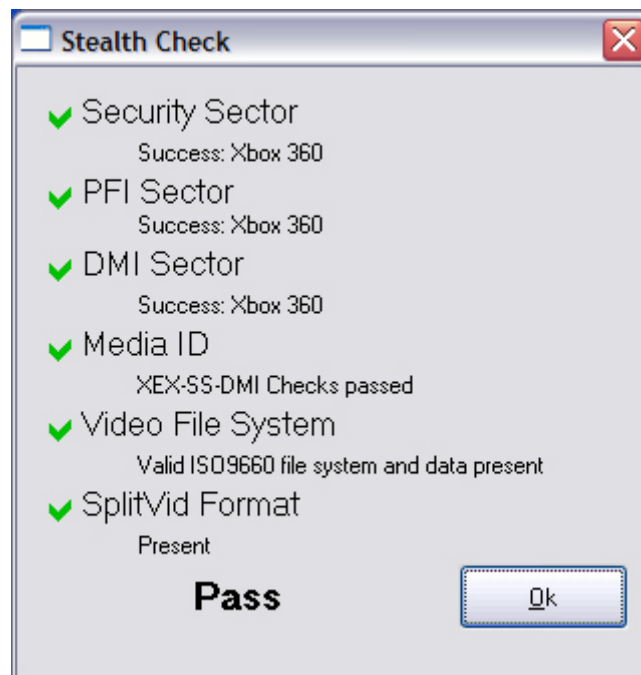 Stealth Check
Security Sector
Success: Xbox 360
PFI Sector
Success: Xbox 360
DMI Sector
Success: Xbox 360
Media ID
XEX-SS-DMI Checks passed
Video File System
Valid ISO9660 file system and data present
SplitVid Format
Present
Pass
Ok